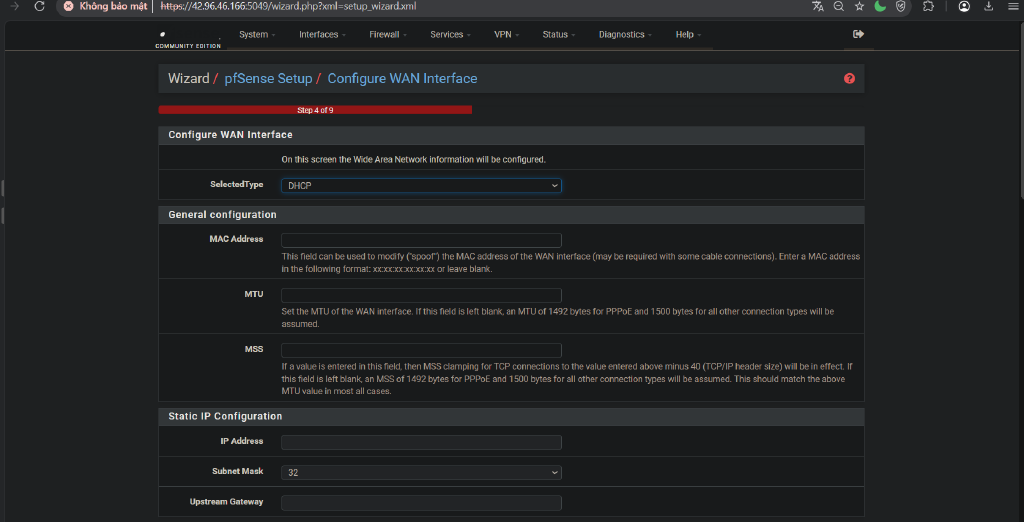 Không bảo mật https://42.96.46.166:5049/wizard.php?xml=setup_wizard.xml
COMMUNITY EDITION System Interfaces Firewall Services VPN Status Diagnostics Help
Wizard / pfSense Setup / Configure WAN Interface
Step 4 of 9
Configure WAN Interface
On this screen the Wide Area Network information will be configured.
SelectedType DHCP
General configuration
MAC Address
This field can be used to modify ("spoof") the MAC address of the WAN interface (may be required with some cable connections). Enter a MAC address
in the following format: xx:xx:xx:xx:xx:xx or leave blank.
MTU
Set the MTU of the WAN interface. If this field is left blank, an MTU of 1492 bytes for PPPoE and 1500 bytes for all other connection types will be
assumed.
MSS
If a value is entered in this field, then MSS clamping for TCP connections to the value entered above minus 40 (TCP/IP header size) will be in effect. If
this field is left blank, an MSS of 1492 bytes for PPPoE and 1500 bytes for all other connection types will be assumed. This should match the above
MTU value in most all cases.
Static IP Configuration
IP Address
Subnet Mask 32
Upstream Gateway